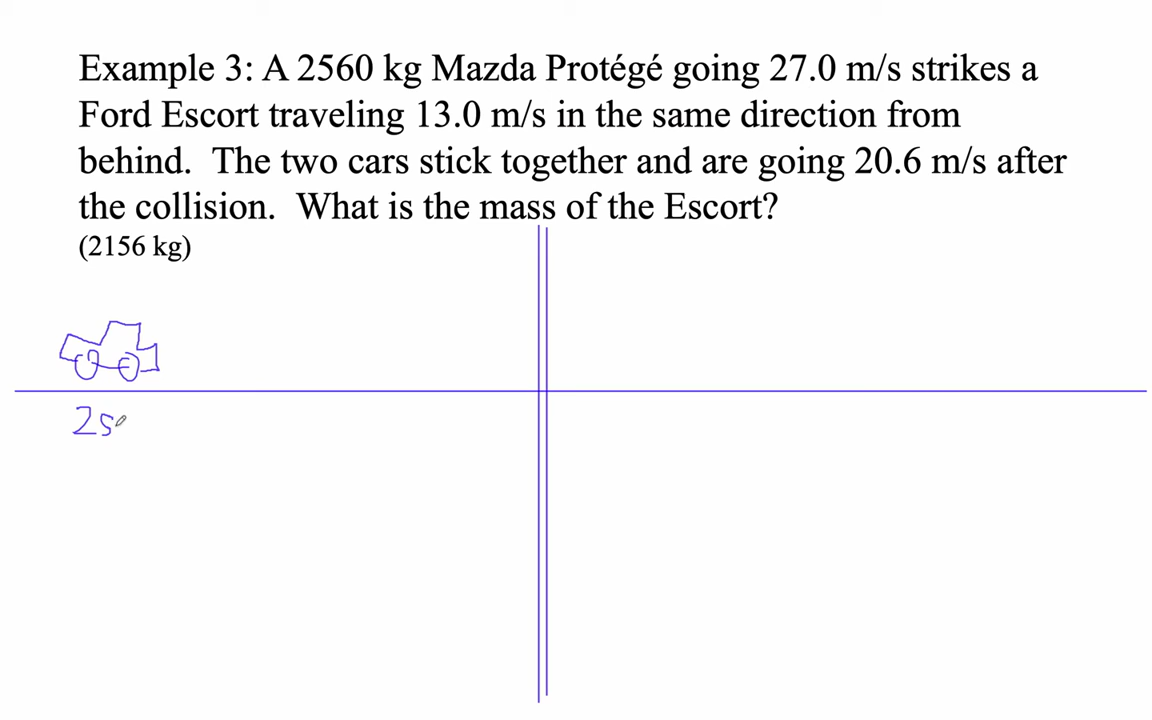 Example 3: A 2560 kg Mazda Protégé going 27.0 m/s strikes a
Ford Escort traveling 13.0 m/s in the same direction from
behind.  The two cars stick together and are going 20.6 m/s after
the collision.  What is the mass of the Escort?
(2156 kg)
25